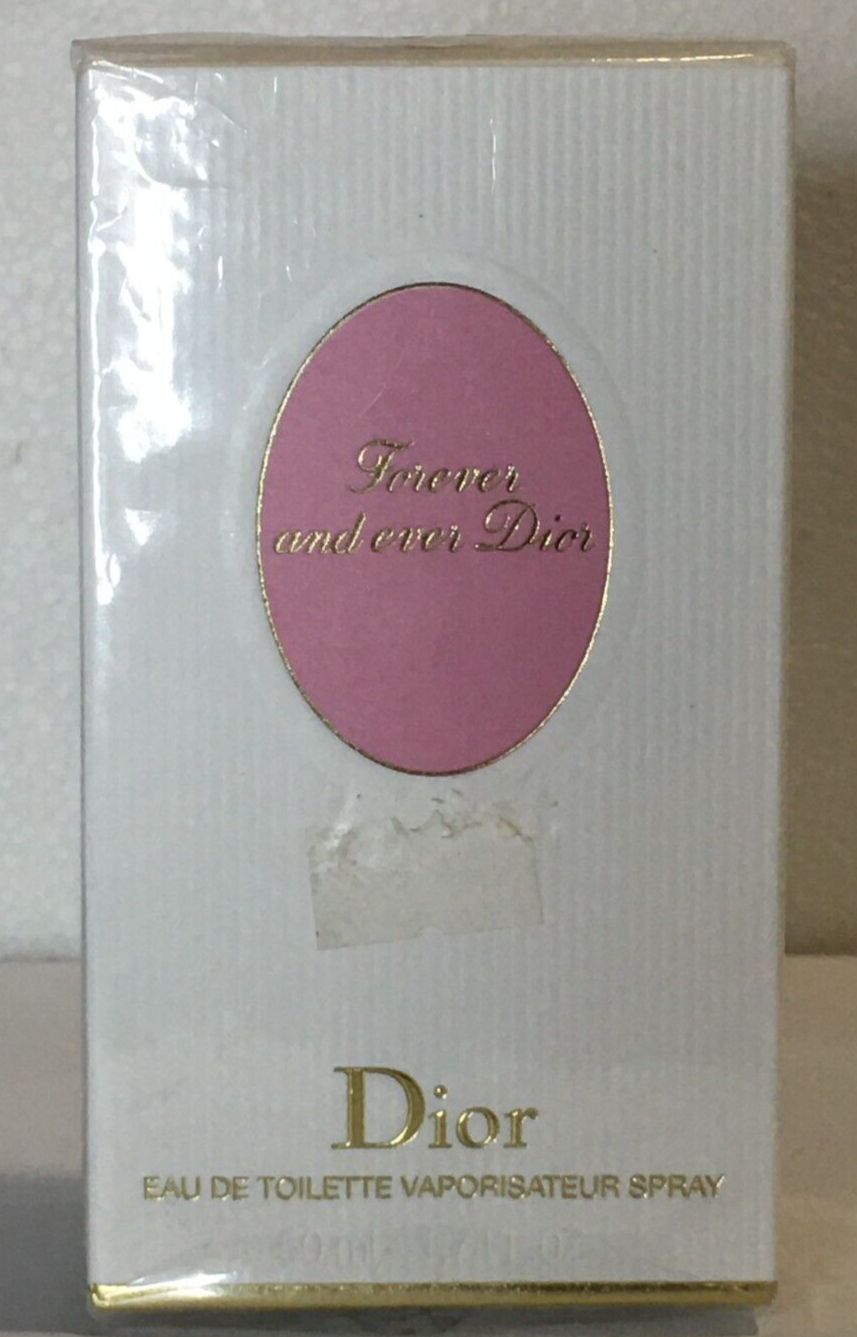 Forever
and ever Dior
Dior
EAU DE TOILETTE VAPORISATEUR SPRAY